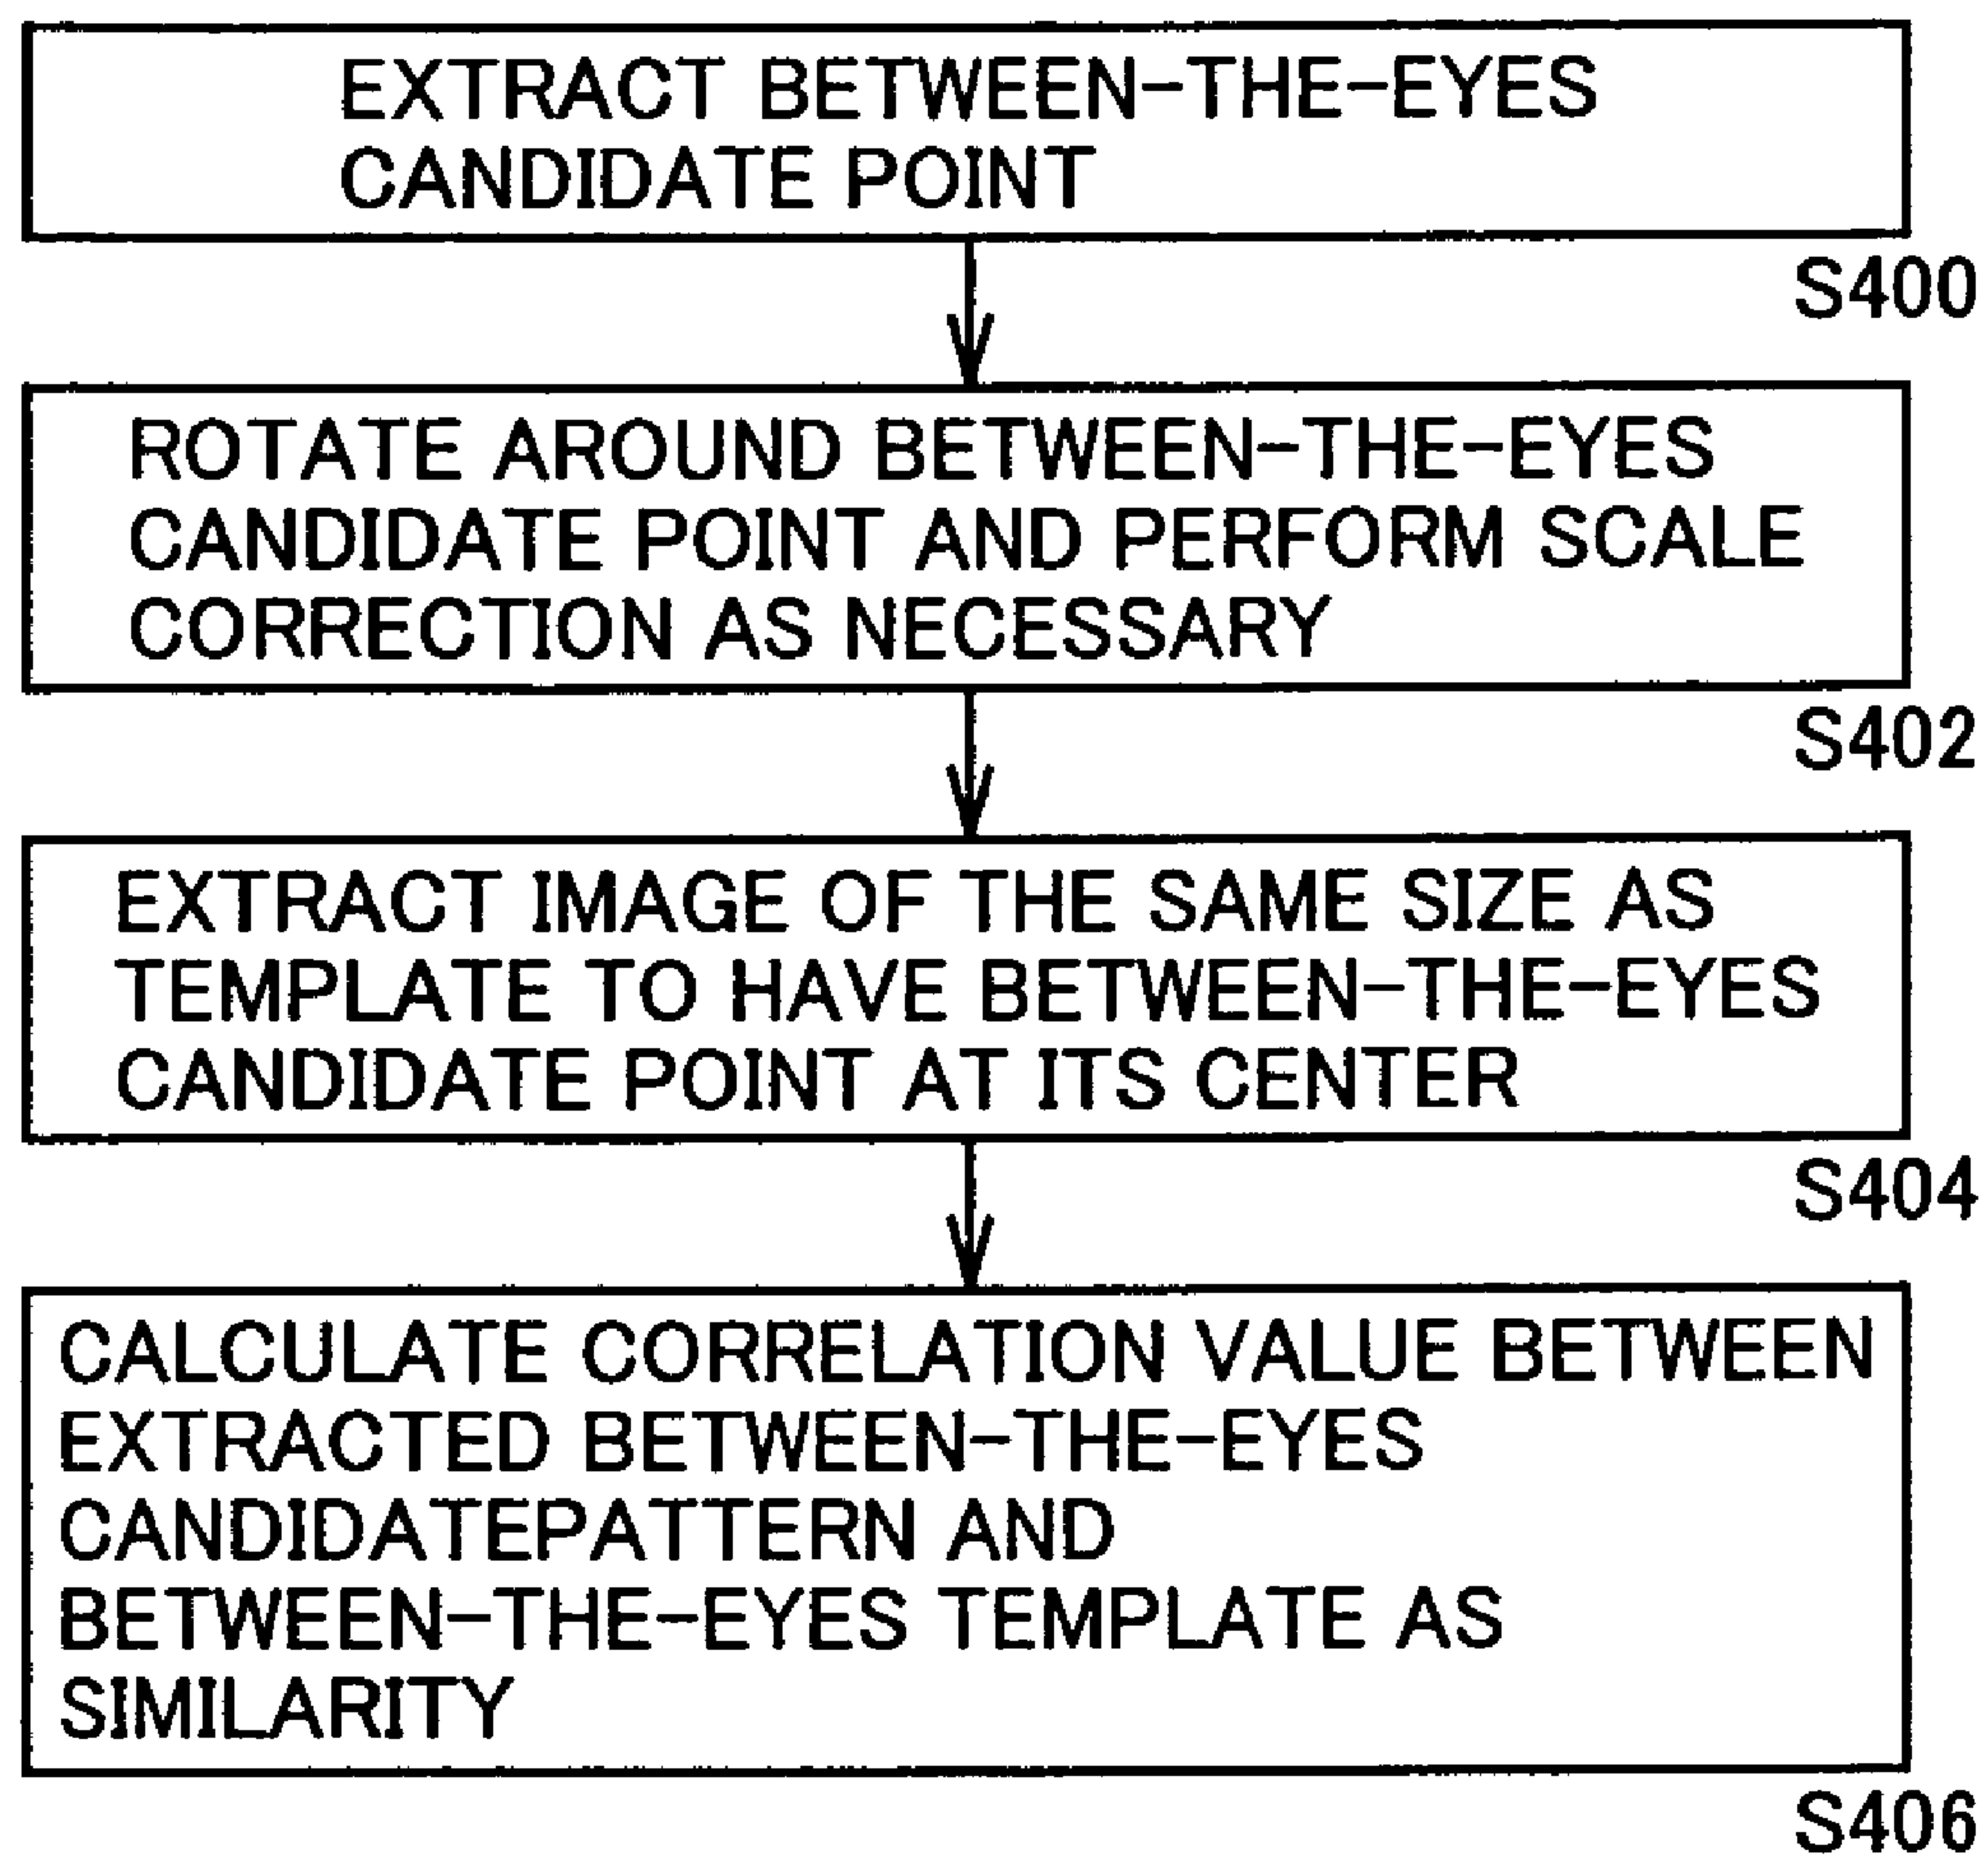 EXTRACT BETWEEN-THE-EYES
CANDIDATE POINT
S400
ROTATE AROUND BETWEEN-THE-EYES
CANDIDATE POINT AND PERFORM SCALE
CORRECTION AS NECESSARY
S402
EXTRACT IMAGE OF THE SAME SIZE AS
TEMPLATE TO HAVE BETWEEN-THE-EYES
CANDIDATE POINT AT ITS CENTER
S404
CALCULATE CORRELATION VALUE BETWEEN
EXTRACTED BETWEEN-THE-EYES
CANDIDATEPATTERN AND
BETWEEN-THE-EYES TEMPLATE AS
SIMILARITY
S406